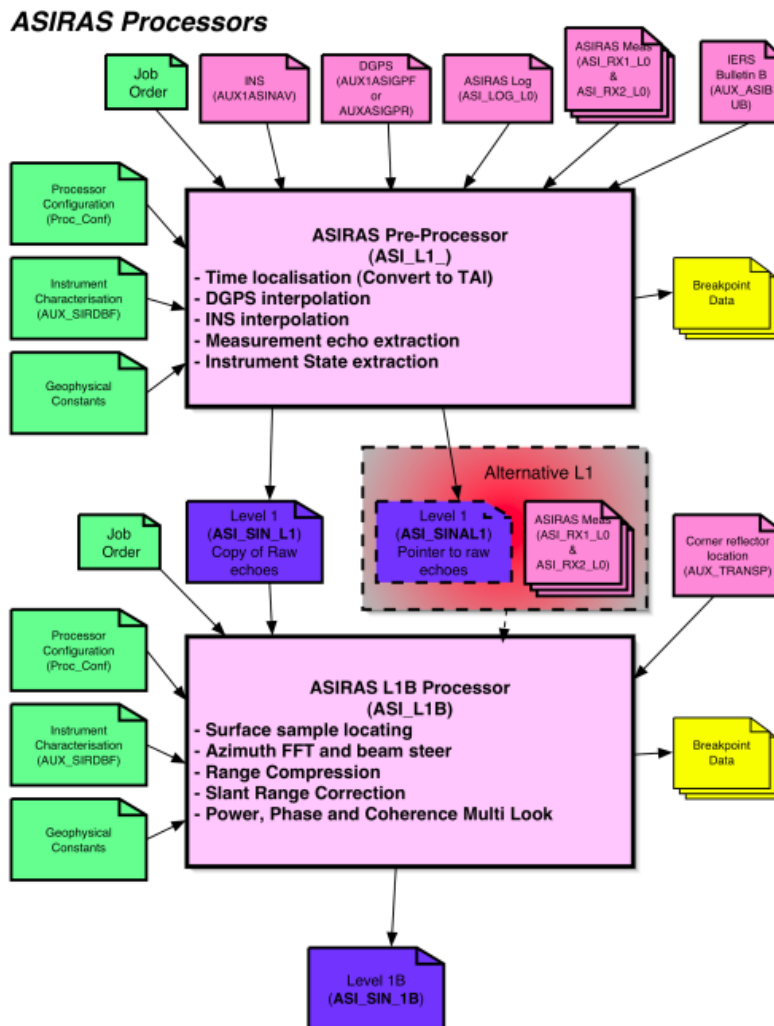 ASIRAS Processors
Job
Order
INS
(AUX1ASINAV)
DGPS
(AUX1ASIGPF
or
AUXASIGPR)
ASIRAS Log
(ASI_LOG_L0)
ASIRAS Meas
(ASI_RX1_L0
&
ASI_RX2_L0)
IERS
Bulletin B
(AUX_ASIB
UB)
Processor
Configuration
(Proc_Conf)
Instrument
Characterisation
(AUX_SIRDBF)
Geophysical
Constants
ASIRAS Pre-Processor
(ASI_L1_)
- Time localisation (Convert to TAI)
- DGPS interpolation
- INS interpolation
- Measurement echo extraction
- Instrument State extraction
Breakpoint
Data
Alternative L1
Job
Order
Level 1
(ASI_SIN_L1)
Copy of Raw
echoes
Level 1
(ASI_SINAL1)
Pointer to raw
echoes
ASIRAS Meas
(ASI_RX1_L0
&
ASI_RX2_L0)
Corner reflector
location
(AUX_TRANSP)
Processor
Configuration
(Proc_Conf)
Instrument
Characterisation
(AUX_SIRDBF)
Geophysical
Constants
ASIRAS L1B Processor
(ASI_L1B)
- Surface sample locating
- Azimuth FFT and beam steer
- Range Compression
- Slant Range Correction
- Power, Phase and Coherence Multi Look
Breakpoint
Data
Level 1B
(ASI_SIN_1B)